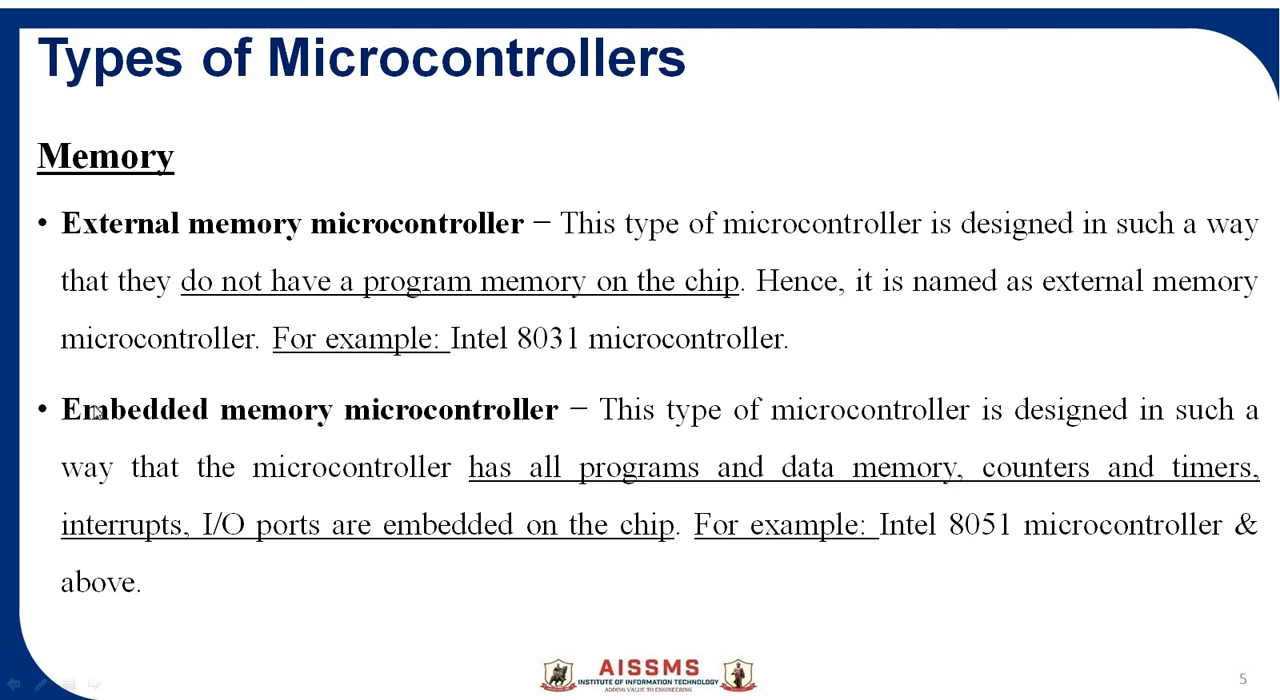 Types of Microcontrollers
Memory
• External memory microcontroller − This type of microcontroller is designed in such a way
that they do not have a program memory on the chip. Hence, it is named as external memory
microcontroller. For example: Intel 8031 microcontroller.
• Embedded memory microcontroller − This type of microcontroller is designed in such a
way that the microcontroller has all programs and data memory, counters and timers,
interrupts, I/O ports are embedded on the chip. For example: Intel 8051 microcontroller &
above.
AISSMS
INSTITUTE OF INFORMATION TECHNOLOGY
ADDING VALUE TO ENGINEERING
5